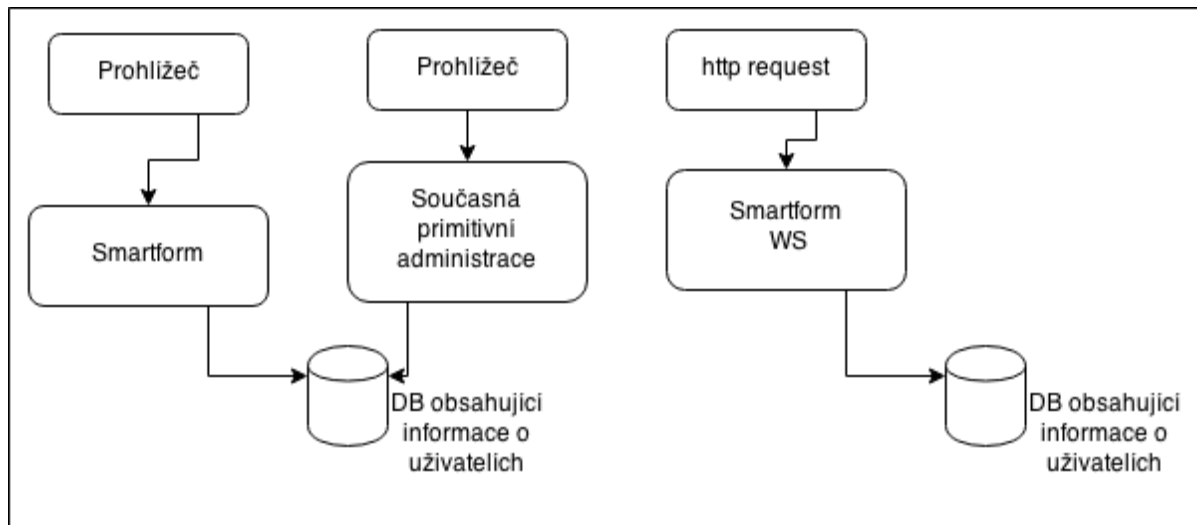 Prohlížeč
Prohlížeč
http request
Smartform
Současná
primitivní
administrace
Smartform
WS
DB obsahující
informace o
uživatelích
DB obsahující
informace o
uživatelích